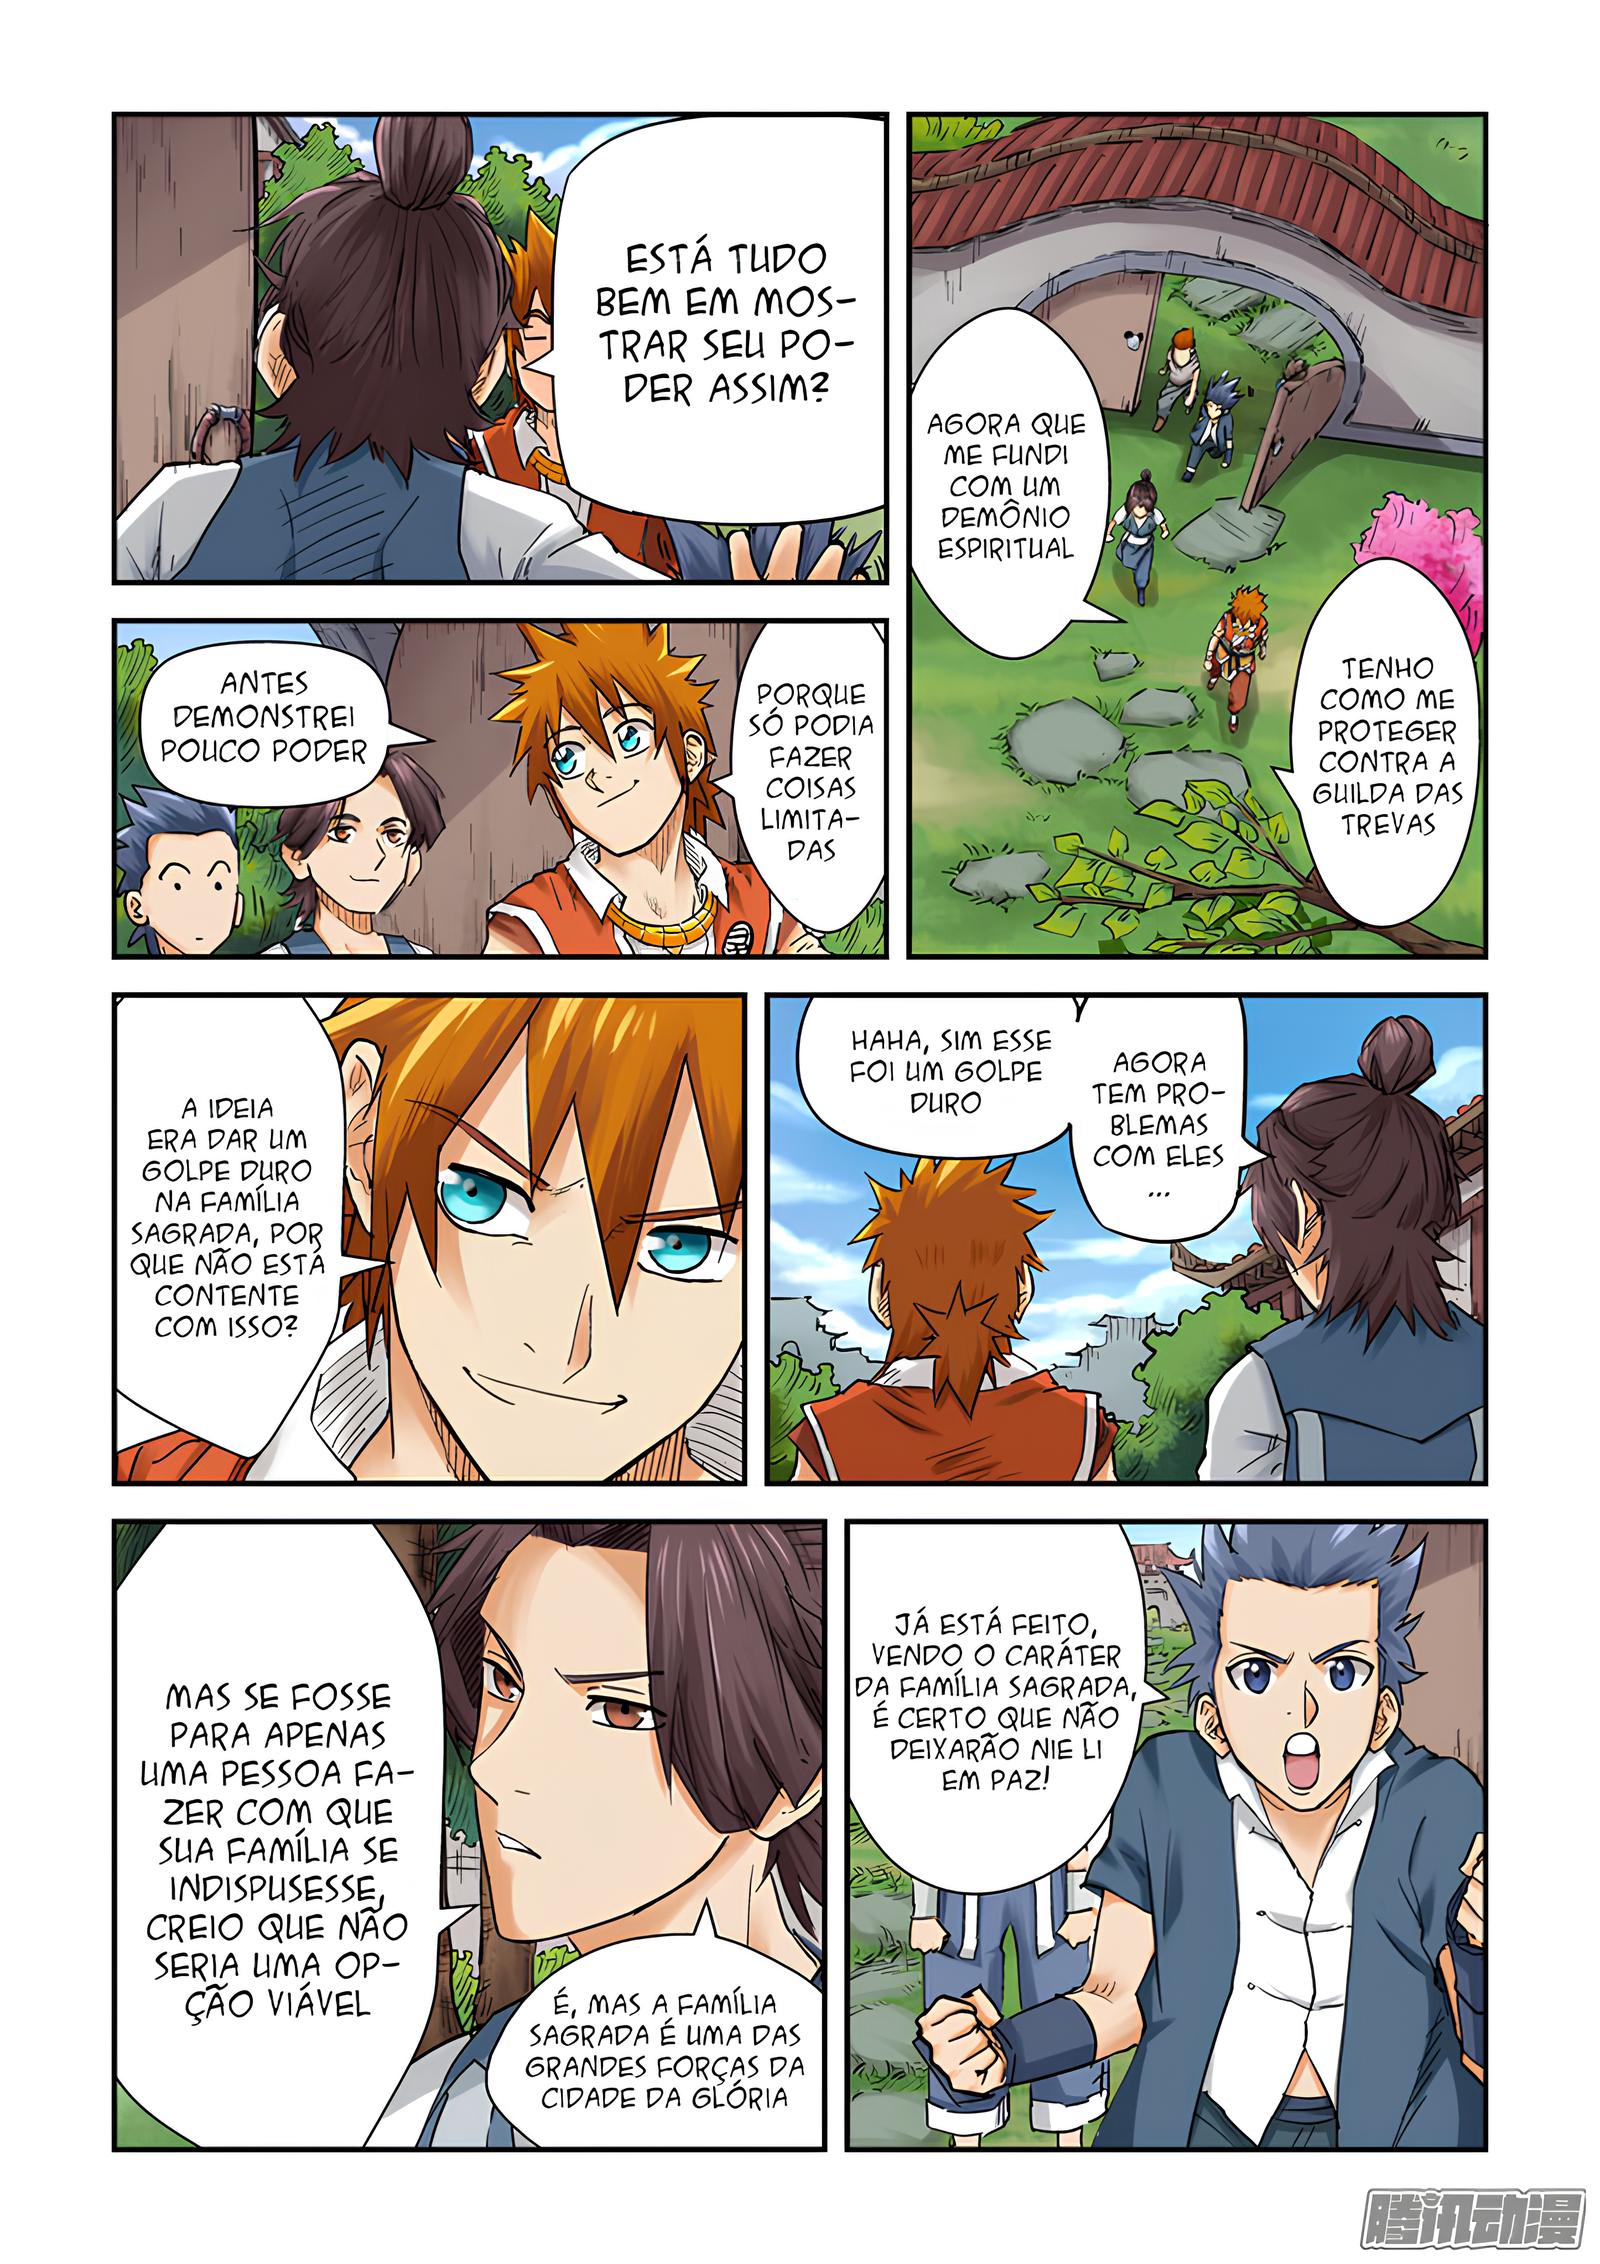 ESTÁ TUDO
BEM EM MOS-
TRAR SEU PO-
DER ASSIM?
AGORA QUE
ME FUNDI
COM UM
DEMÔNIO
ESPIRITUAL
TENHO
COMO ME
PROTEGER
CONTRA A
GUILDA DAS
TREVAS
ANTES
DEMONSTREI
POUCO PODER
PORQUE
SÓ PODIA
FAZER
COISAS
LIMITA-
DAS
A IDEIA
ERA DAR UM
GOLPE DURO
NA FAMÍLIA
SAGRADA, POR
QUE NÃO ESTÁ
CONTENTE
COM ISSO?
HAHA, SIM ESSE
FOI UM GOLPE
DURO
AGORA
TEM PRO-
BLEMAS
COM ELES
...
MAS SE FOSSE
PARA APENAS
UMA PESSOA FA-
ZER COM QUE
SUA FAMÍLIA SE
INDISPUSESSE,
CREIO QUE NÃO
SERIA UMA OP-
ÇÃO VIÁVEL
É, MAS A FAMÍLIA
SAGRADA É UMA DAS
GRANDES FORÇAS DA
CIDADE DA GLÓRIA
JÁ ESTÁ FEITO,
VENDO O CARÁTER
DA FAMÍLIA SAGRADA,
É CERTO QUE NÃO
DEIXARÃO NIE LI
EM PAZ!
腾讯动漫